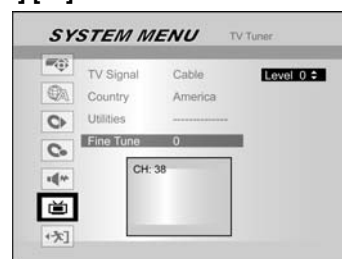 SYSTEM MENU TV Tuner
TV Signal Cable Level 0
Country America
Utilities --------------
Fine Tune 0
CH: 38